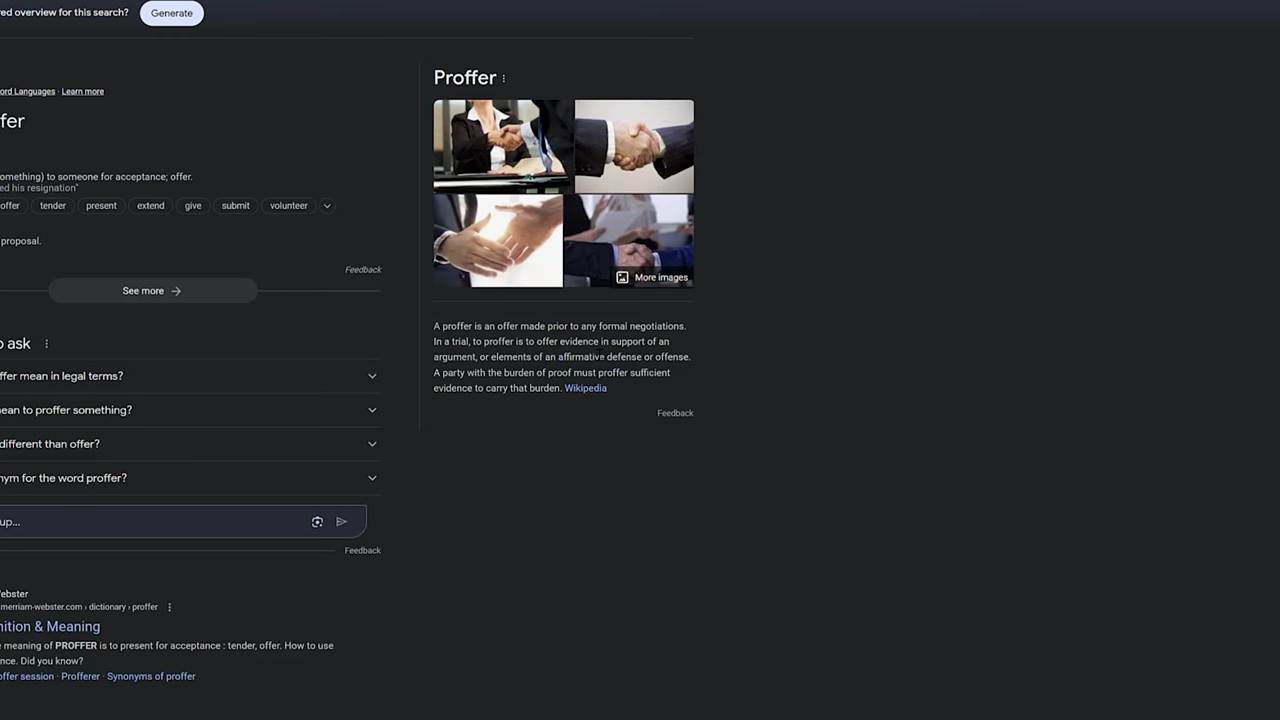 red overview for this search?
Generate
ord Languages · Learn more
fer
omething) to someone for acceptance; offer.
ed his resignation"
offer
tender
present
extend
give
submit
volunteer
proposal.
Feedback
See more
o ask
ffer mean in legal terms?
nean to proffer something?
different than offer?
nym for the word proffer?
up...
Feedback
Vebster
merriam-webster.com › dictionary › proffer
nition & Meaning
e meaning of PROFFER is to present for acceptance : tender, offer. How to use
nce. Did you know?
offer session · Profferer · Synonyms of proffer
Proffer
More images
A proffer is an offer made prior to any formal negotiations.
In a trial, to proffer is to offer evidence in support of an
argument, or elements of an affirmative defense or offense.
A party with the burden of proof must proffer sufficient
evidence to carry that burden. Wikipedia
Feedback